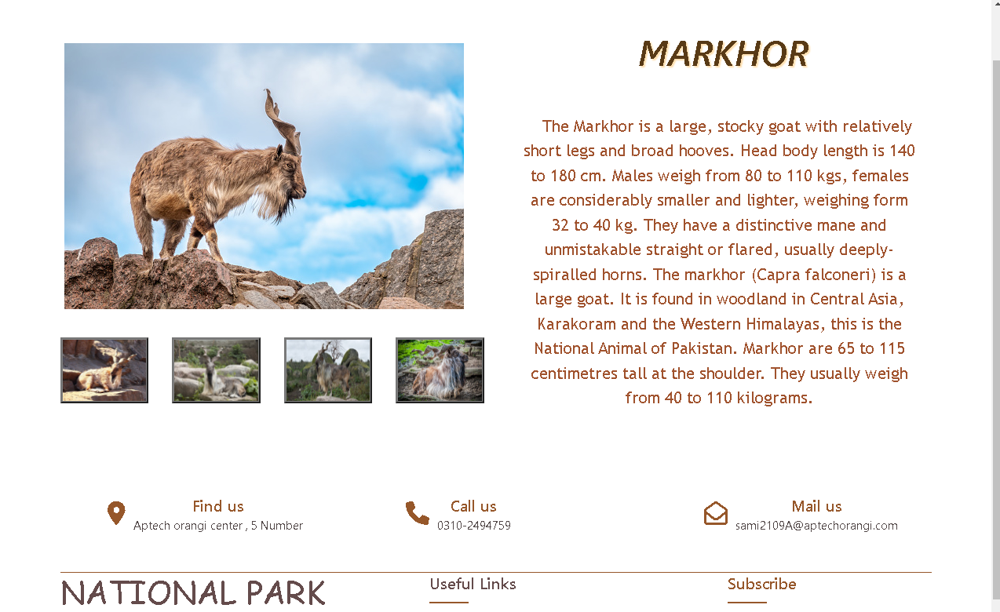 MARKHOR
The Markhor is a large, stocky goat with relatively
short legs and broad hooves. Head body length is 140
to 180 cm. Males weigh from 80 to 110 kgs, females
are considerably smaller and lighter, weighing form
32 to 40 kg. They have a distinctive mane and
unmistakable straight or flared, usually deeply-
spiralled horns. The markhor (Capra falconeri) is a
large goat. It is found in woodland in Central Asia,
Karakoram and the Western Himalayas, this is the
National Animal of Pakistan. Markhor are 65 to 115
centimetres tall at the shoulder. They usually weigh
from 40 to 110 kilograms.
Find us
Aptech orangi center , 5 Number
Call us
0310-2494759
Mail us
sami2109A@aptechorangi.com
NATIONAL PARK
Useful Links
Subscribe